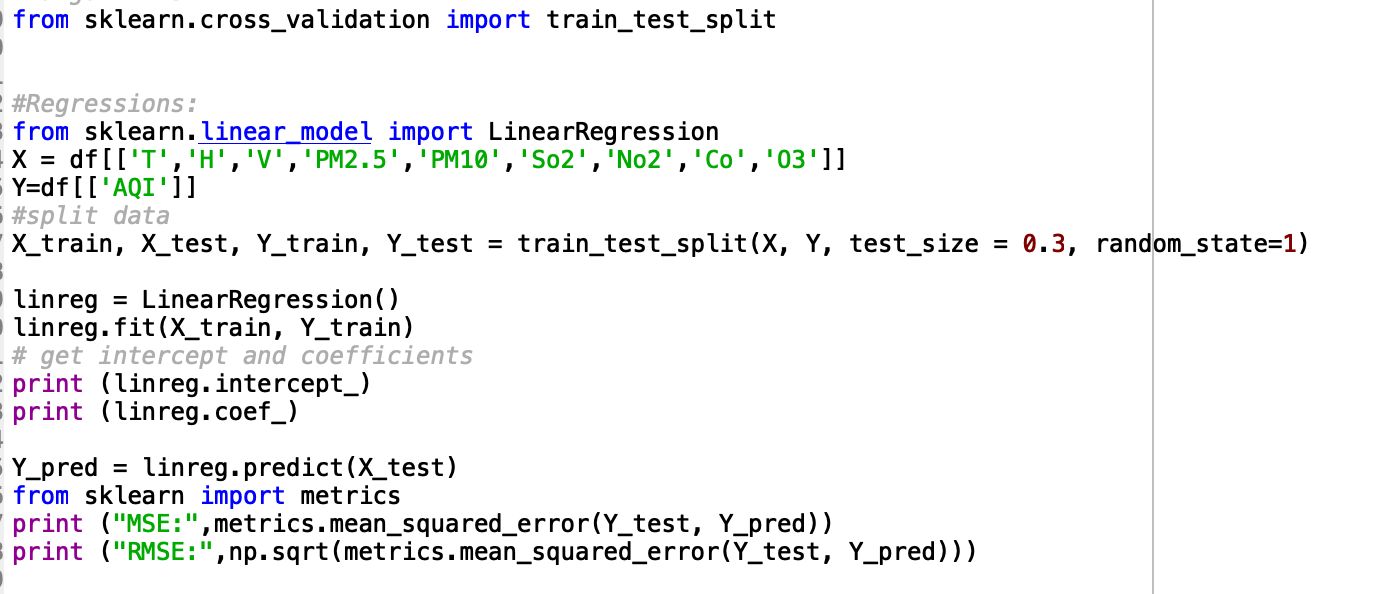 from sklearn.cross_validation import train_test_split
#Regressions:
from sklearn.linear_model import LinearRegression
X = df[['T','H','V','PM2.5','PM10','So2','No2','Co','O3']]
Y=df[['AQI']]
#split data
X_train, X_test, Y_train, Y_test = train_test_split(X, Y, test_size = 0.3, random_state=1)
linreg = LinearRegression()
linreg.fit(X_train, Y_train)
# get intercept and coefficients
print (linreg.intercept_)
print (linreg.coef_)
Y_pred = linreg.predict(X_test)
from sklearn import metrics
print ("MSE:",metrics.mean_squared_error(Y_test, Y_pred))
print ("RMSE:",np.sqrt(metrics.mean_squared_error(Y_test, Y_pred)))